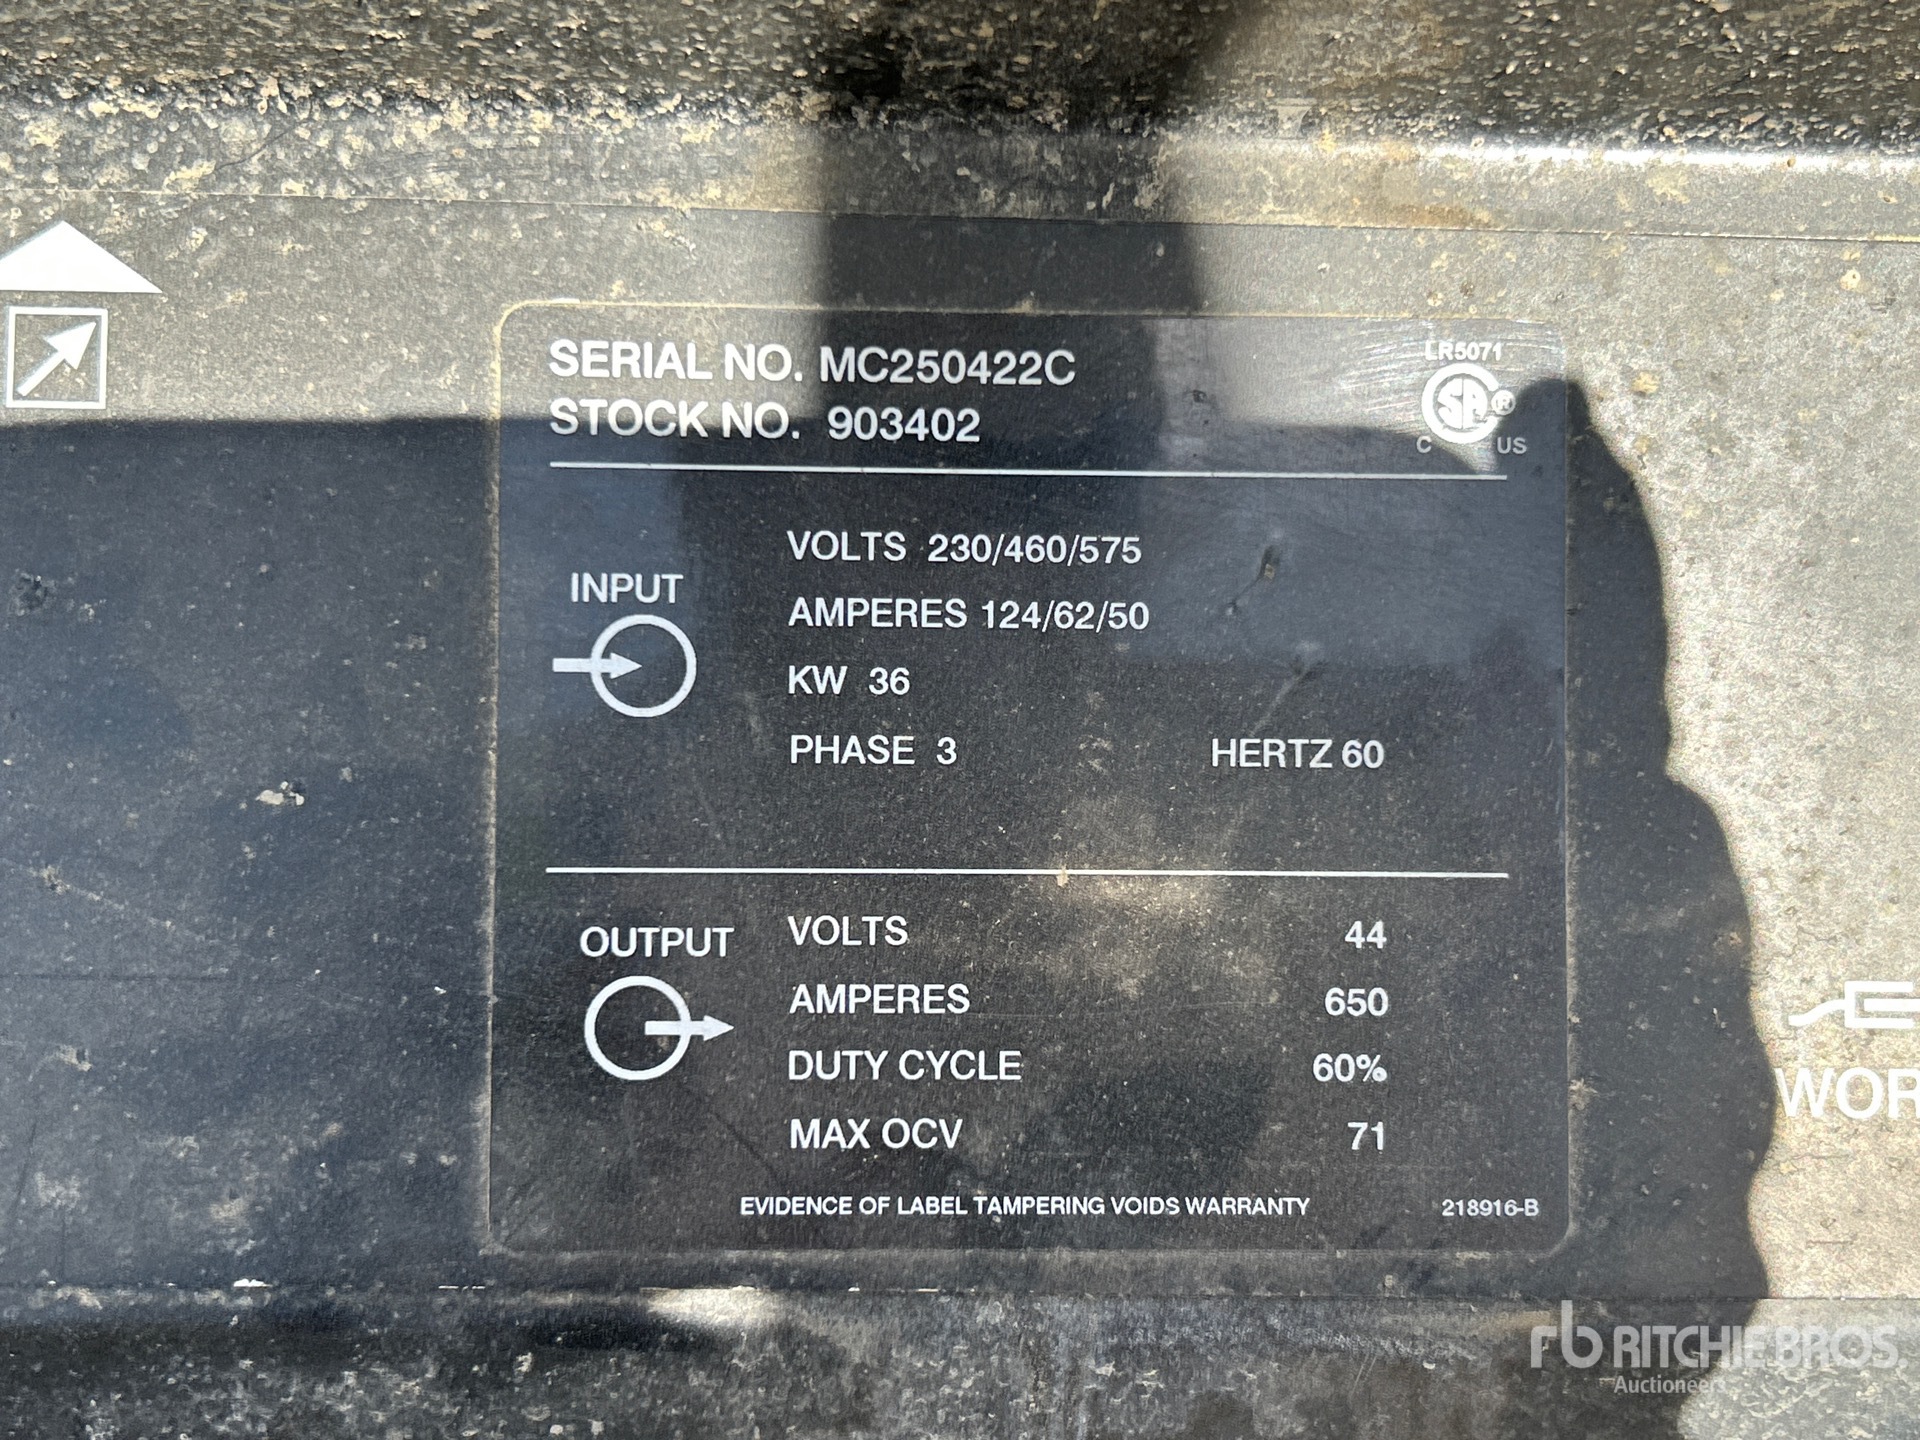 SERIAL NO. MC250422C
STOCK NO. 903402
LR5071
SA ®
C US
INPUT
VOLTS 230/460/575
AMPERES 124/62/50
KW 36
PHASE 3 HERTZ 60
OUTPUT
VOLTS 44
AMPERES 650
DUTY CYCLE 60%
MAX OCV 71
EVIDENCE OF LABEL TAMPERING VOIDS WARRANTY 218916-B
WOR
rb RITCHIE BROS.
Auctioneers